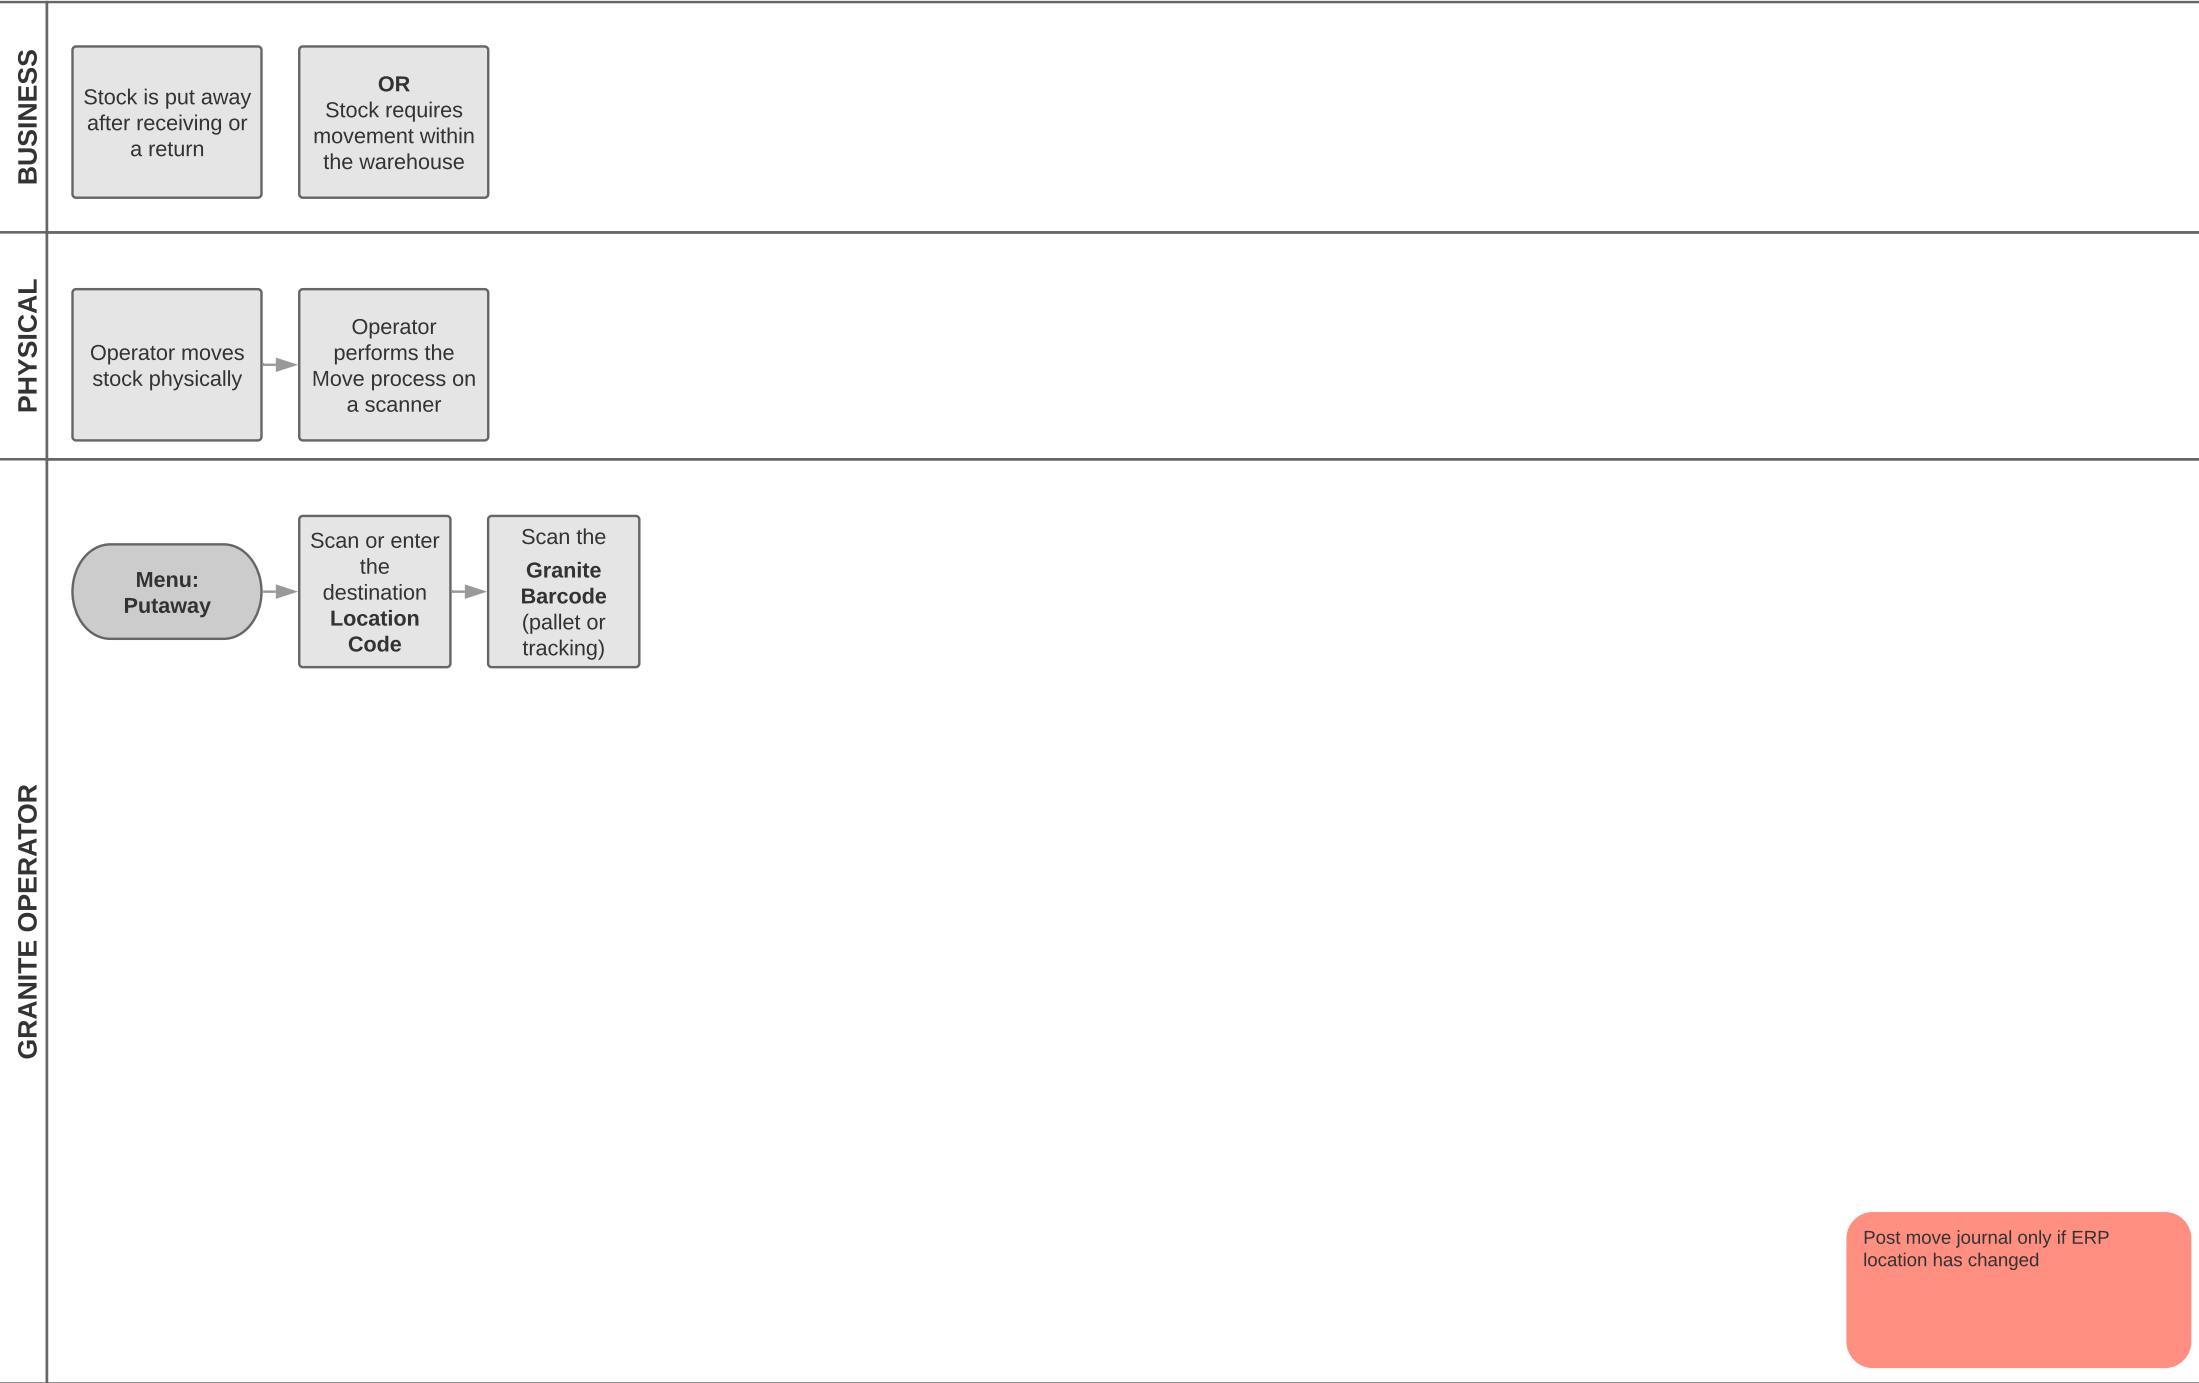 BUSINESS
Stock is put away
after receiving or
a return
OR
Stock requires
movement within
the warehouse
PHYSICAL
Operator moves
stock physically
Operator
performs the
Move process on
a scanner
GRANITE OPERATOR
Menu:
Putaway
Scan or enter
the
destination
Location
Code
Scan the
Granite
Barcode
(pallet or
tracking)
Post move journal only if ERP
location has changed